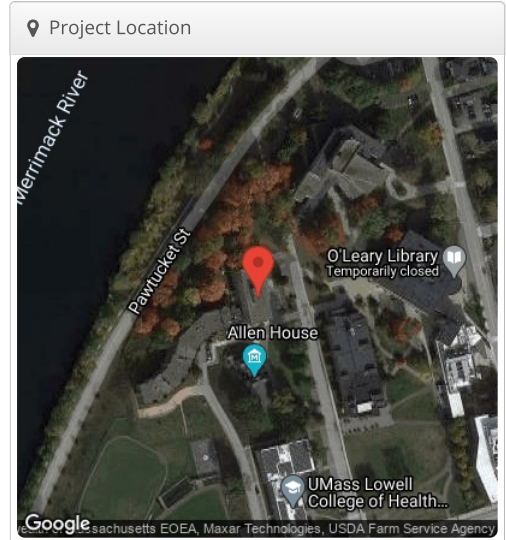 Project Location
Merrimack River
Pawtucket St
O'Leary Library
Temporarily closed
Allen House
UMass Lowell
College of Health...
Google
ssachusetts EOEA, Maxar Technologies, USDA Farm Service Agency